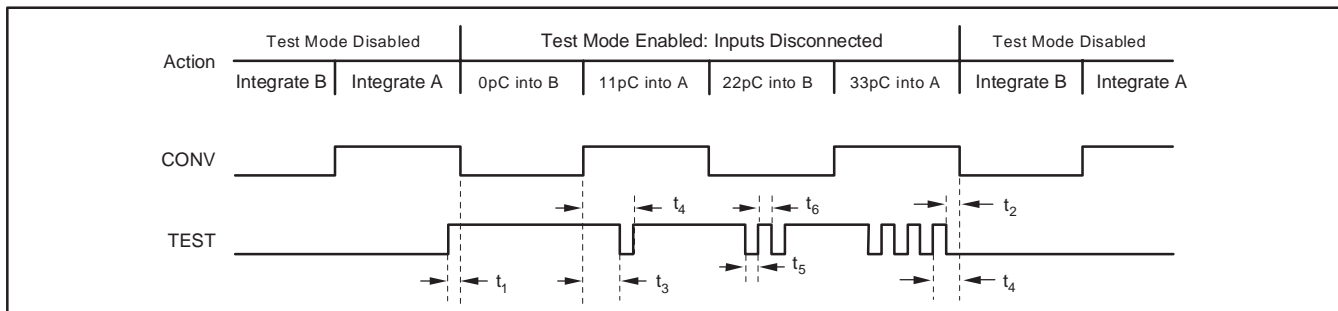 Test Mode Disabled
Test Mode Enabled: Inputs Disconnected
Test Mode Disabled
Action
Integrate B
Integrate A
0pC into B
11pC into A
22pC into B
33pC into A
Integrate B
Integrate A
CONV
t4
t6
t2
TEST
t1
t3
t5
t4